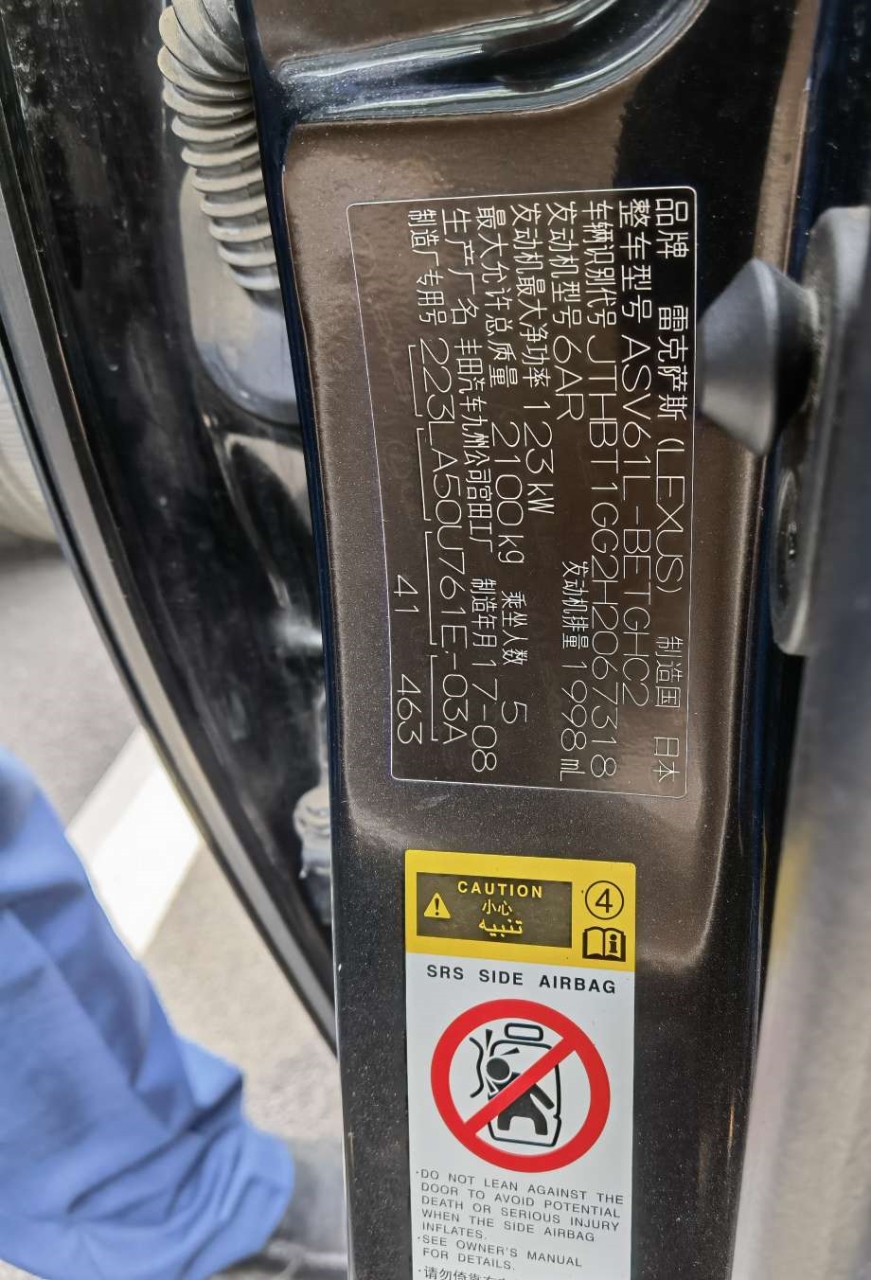 品牌 雷克萨斯 (LEXUS) 制造国 日本
整车型号 ASV61L-BETGHC2
车辆识别代号 JTHBT1GG2H2067318
发动机型号 6AR 发动机排量 1998 mL
发动机最大净功率 123 kW
最大允许总质量 2100 kg 乘坐人数 5
生产厂名 丰田汽车九州公司宫田工厂 制造年月 17-08
制造厂专用号 223LA50U761E-03A
41 463
CAUTION
小心
تنبيه
4
SRS SIDE AIRBAG
·DO NOT LEAN AGAINST THE
DOOR TO AVOID POTENTIAL
DEATH OR SERIOUS INJURY
WHEN THE SIDE AIRBAG
INFLATES.
·SEE OWNER'S MANUAL
FOR DETAILS.
·请勿倚靠